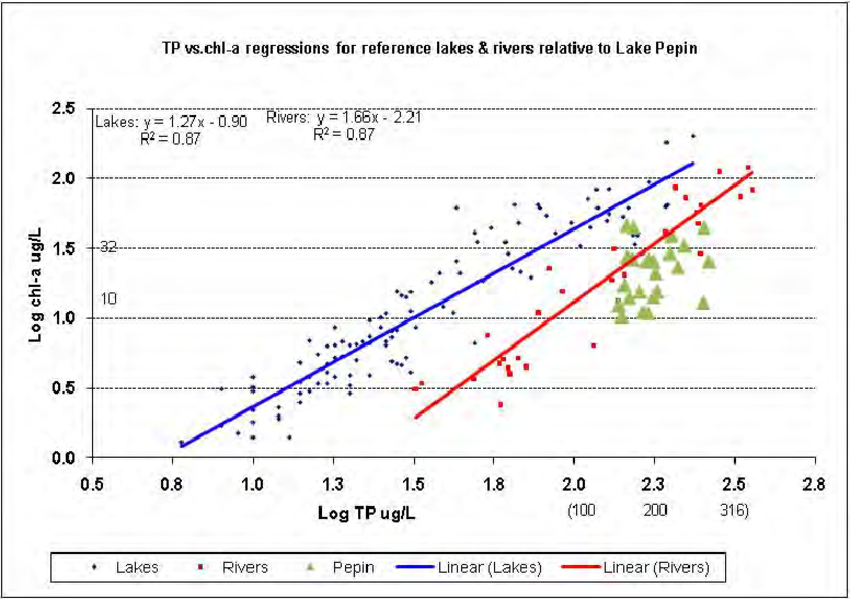 TP vs.chl-a regressions for reference lakes & rivers relative to Lake Pepin
Lakes: y = 1.27x - 0.90
R² = 0.87
Rivers: y = 1.66x - 2.21
R² = 0.87
Log chl-a ug/L
2.5
2.0
1.5
1.0
0.5
0.0
32
10
0.5 0.8 1.0 1.3 1.5 1.8 2.0 2.3 2.5 2.8
Log TP ug/L
(100 200 316)
Lakes Rivers Pepin Linear (Lakes) Linear (Rivers)